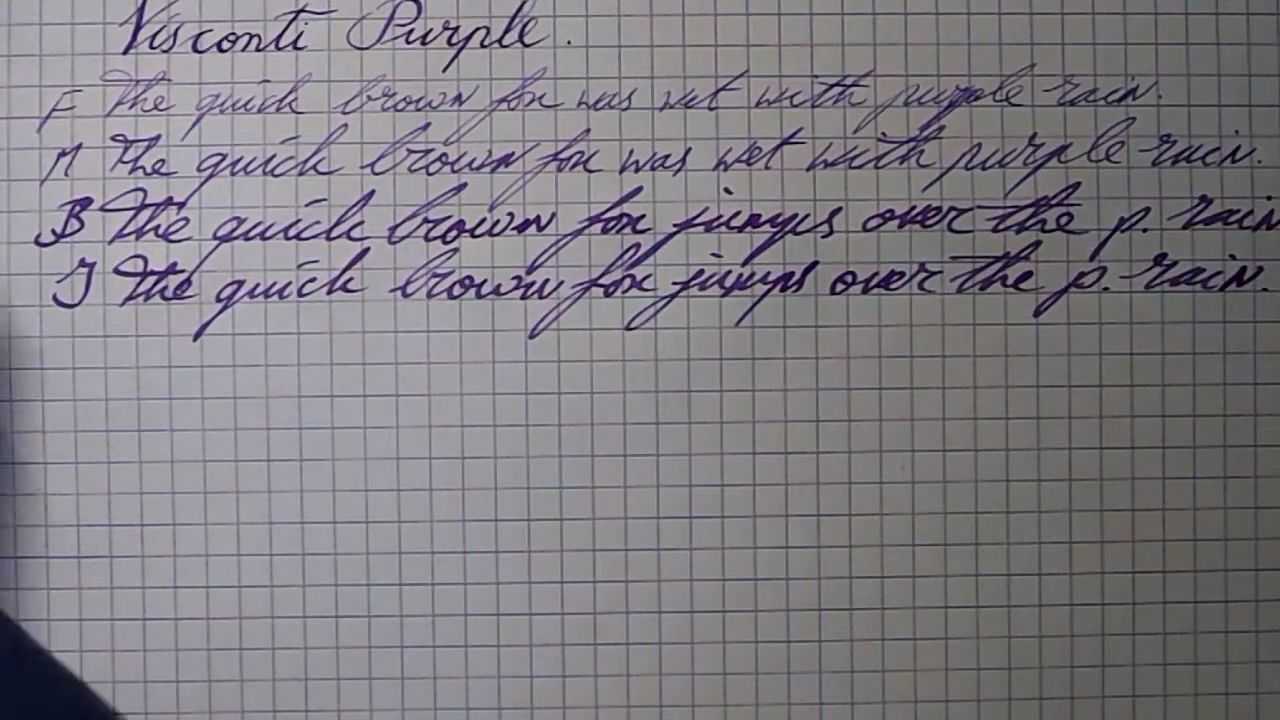 Visconti Purple.
F The quick brown fox was wet with purple rain.
M The quick brown fox was wet with purple rain.
B The quick brown fox jumps over the p. rain
J The quick brown fox jumps over the p. rain.